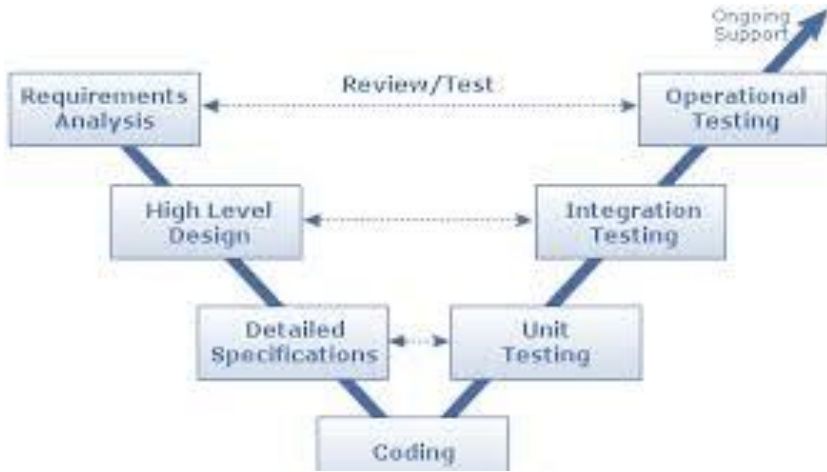 Ongoing
Support
Requirements
Analysis
Review/Test
Operational
Testing
High Level
Design
Integration
Testing
Detailed
Specifications
Unit
Testing
Coding